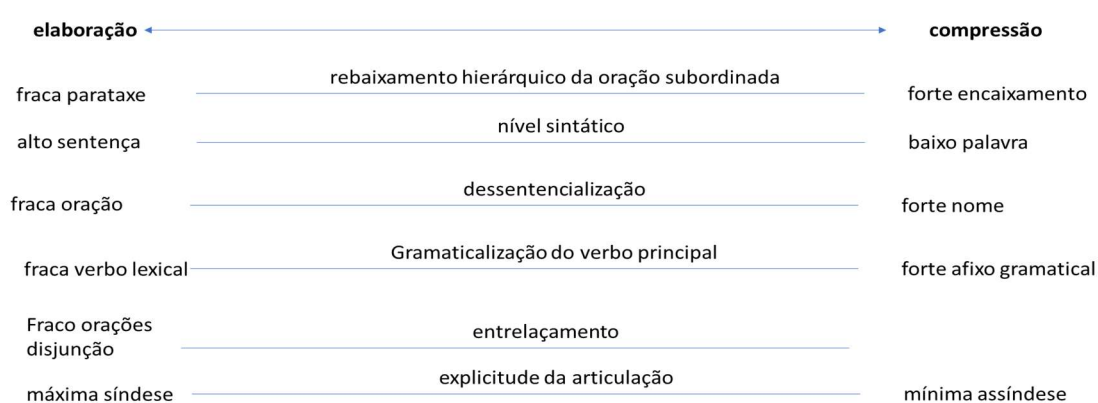 elaboração compressão
rebaixamento hierárquico da oração subordinada
fraca parataxe forte encaixamento
nível sintático
alto sentença baixo palavra
dessentencialização
fraca oração forte nome
Gramaticalização do verbo principal
fraca verbo lexical forte afixo gramatical
Fraco orações
disjunção
entrelaçamento
explicitude da articulação
máxima síndese mínima assíndese